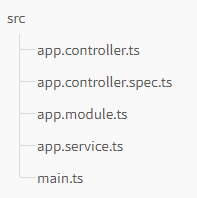 src
app.controller.ts
app.controller.spec.ts
app.module.ts
app.service.ts
main.ts